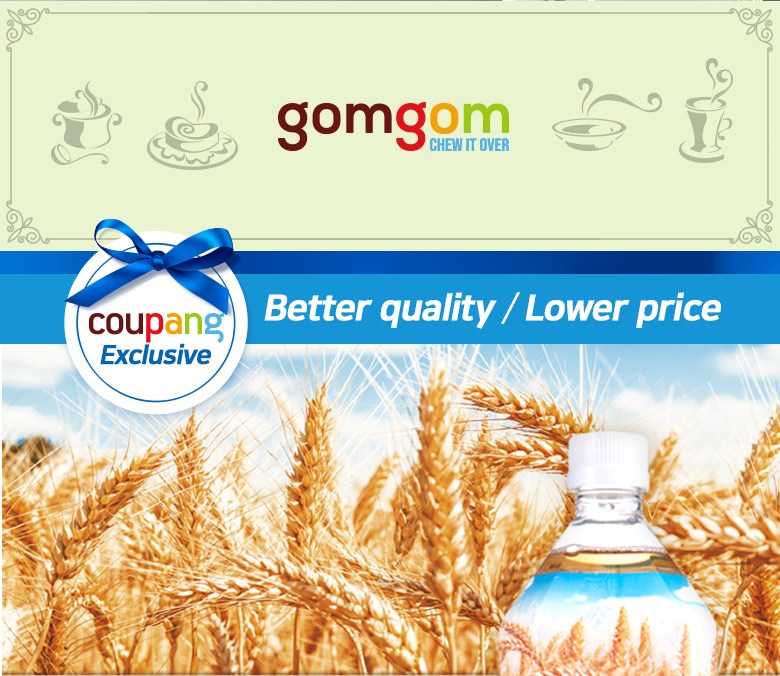 gomgom
CHEW IT OVER
coupang
Exclusive
Better quality / Lower price